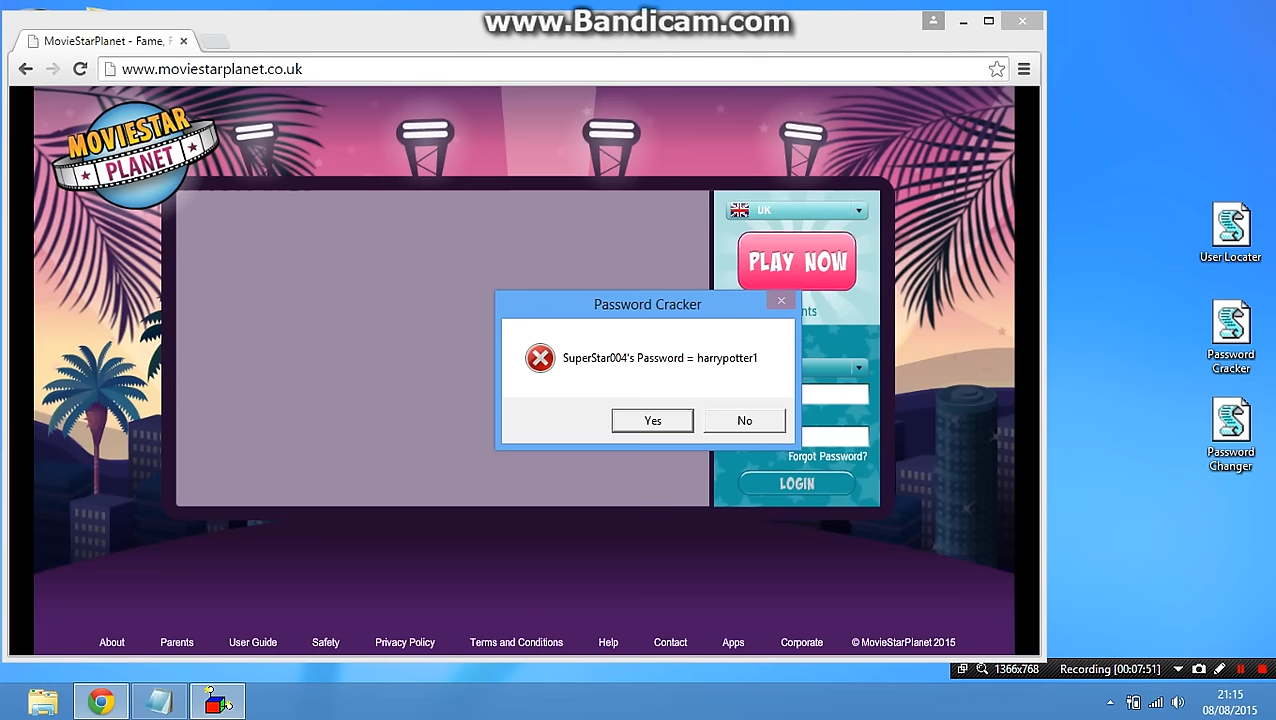 www.Bandicam.com
MovieStarPlanet - Fame, F
www.moviestarplanet.co.uk
MOVIESTAR
PLANET
UK
PLAY NOW
User Locater
Password Cracker
SuperStar004's Password = harrypotter1
Yes
No
Password
Cracker
Forgot Password?
LOGIN
Password
Changer
About
Parents
User Guide
Safety
Privacy Policy
Terms and Conditions
Help
Contact
Apps
Corporate
© MovieStarPlanet 2015
1366x768
Recording [00:07:51]
21:15
08/08/2015